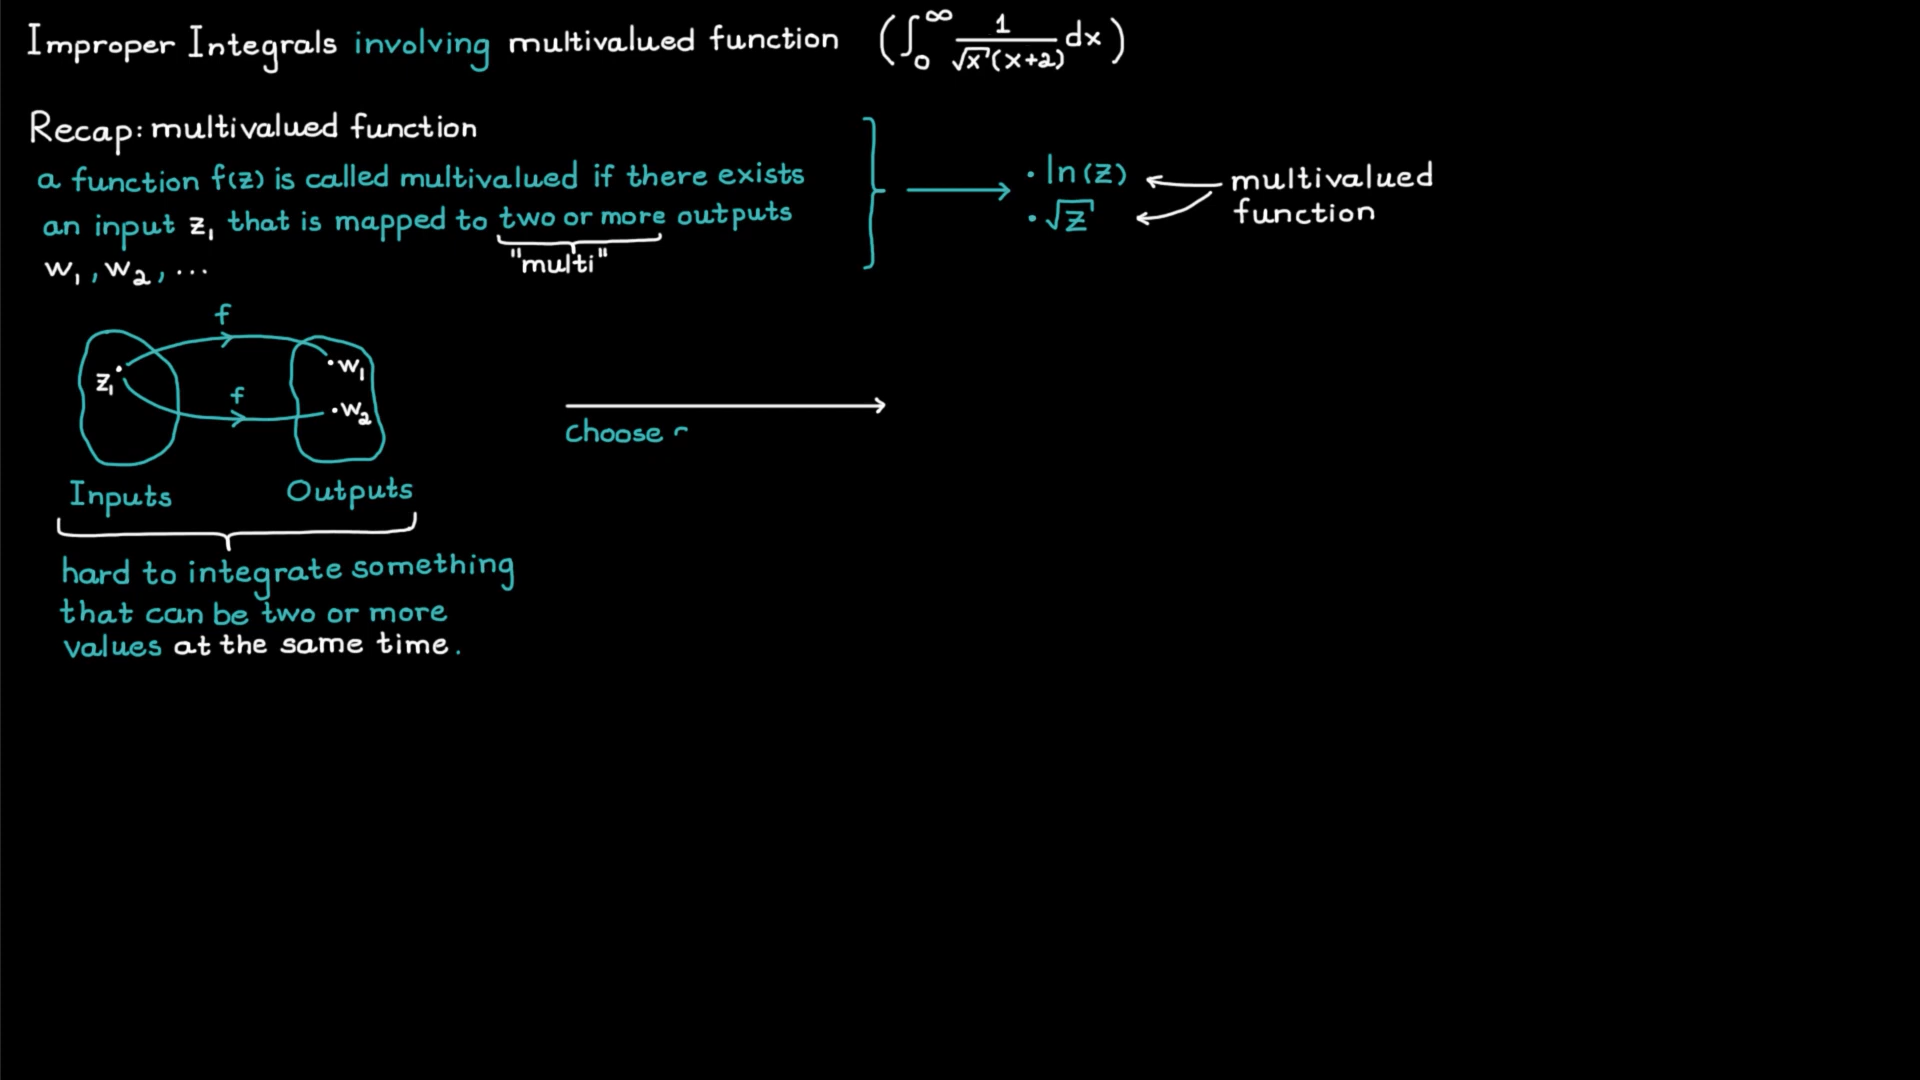 Improper Integrals involving multivalued function (∫₀^∞ 1/(√x (x+2)) dx)
Recap: multivalued function
a function f(z) is called multivalued if there exists
an input z₁ that is mapped to two or more outputs
"multi"
w₁, w₂, ...
· ln(z)
· √z
multivalued
function
f
f
z₁
· w₁
· w₂
Inputs
Outputs
hard to integrate something
that can be two or more
values at the same time.
choose